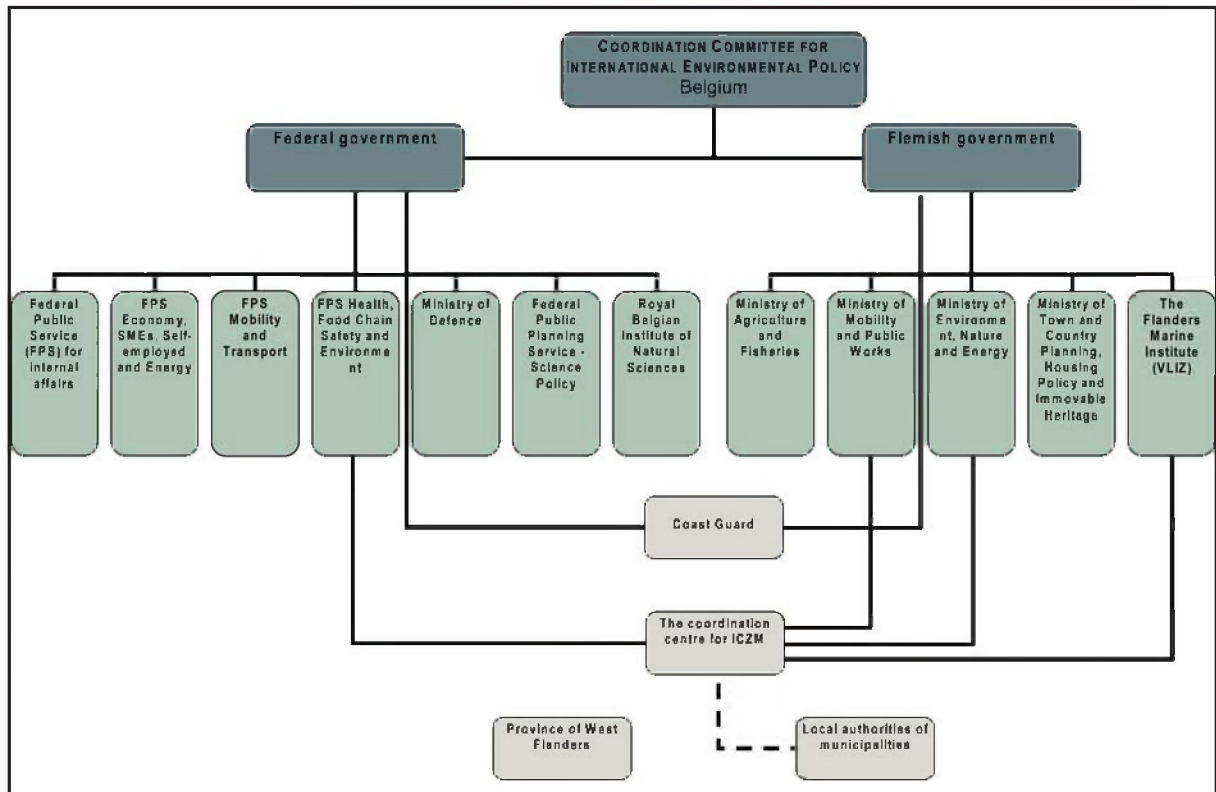 COORDINATION COMMITTEE FOR
INTERNATIONAL ENVIRONMENTAL POLICY
Belgium
Federal government
Flemish government
Federal
Public
Service
(FPS) for
internal
affairs
FPS
Economy,
SMEs, Self-
employed
and Energy
FPS
Mobility
and
Transport
FPS Health,
Food Chain
Safety and
Environme
nt
Ministry of
Defence
Federal
Public
Planning
Service -
Science
Policy
Royal
Belgian
Institute of
Natural
Sciences
Ministry of
Agriculture
and
Fisheries
Ministry of
Mobility
and Public
Works
Ministry of
Environme
nt, Nature
and Energy
Ministry of
Town and
Country
Planning,
Housing
Policy and
Immovable
Heritage
The
Flanders
Marine
Institute
(VLIZ)
Coast Guard
The coordination
centre for ICZM
Province of West
Flanders
Local authorities of
municipalities